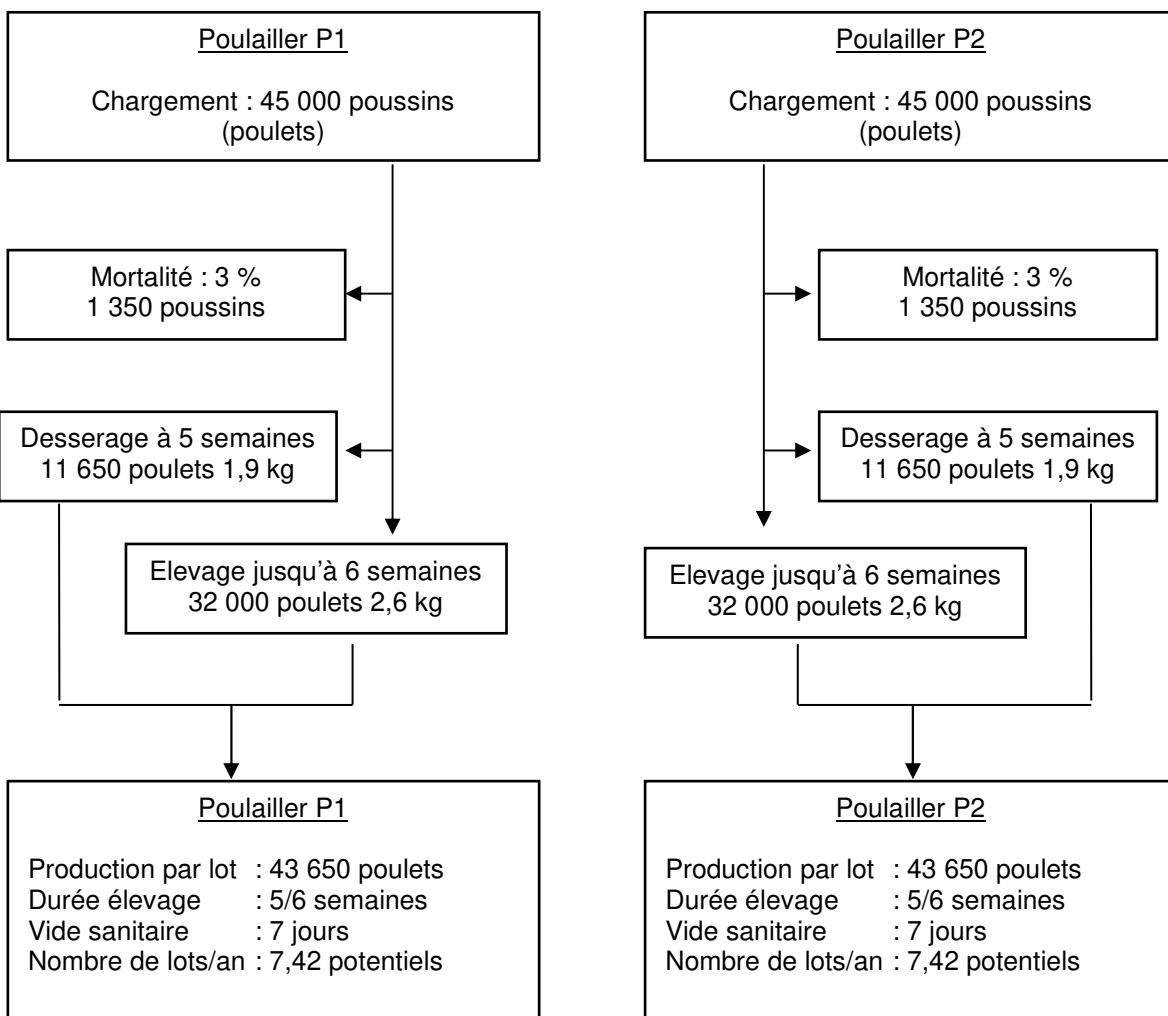 Poulailler P1
Chargement : 45 000 poussins
(poulets)
Mortalité : 3 %
1 350 poussins
Desserage à 5 semaines
11 650 poulets 1,9 kg
Elevage jusqu'à 6 semaines
32 000 poulets 2,6 kg
Poulailler P1
Production par lot : 43 650 poulets
Durée élevage : 5/6 semaines
Vide sanitaire : 7 jours
Nombre de lots/an : 7,42 potentiels
Poulailler P2
Chargement : 45 000 poussins
(poulets)
Mortalité : 3 %
1 350 poussins
Desserage à 5 semaines
11 650 poulets 1,9 kg
Elevage jusqu'à 6 semaines
32 000 poulets 2,6 kg
Poulailler P2
Production par lot : 43 650 poulets
Durée élevage : 5/6 semaines
Vide sanitaire : 7 jours
Nombre de lots/an : 7,42 potentiels